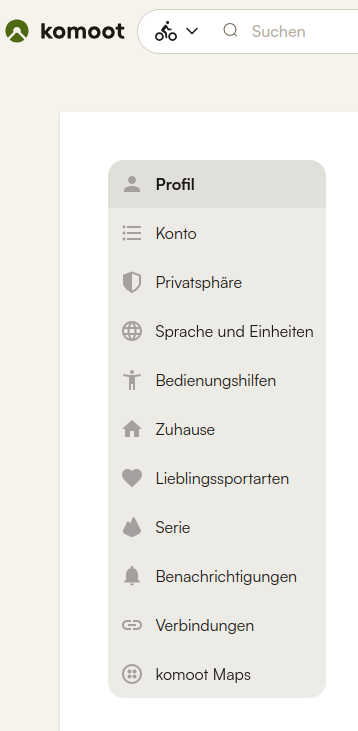 komoot
Suchen
Profil
Konto
Privatsphäre
Sprache und Einheiten
Bedienungshilfen
Zuhause
Lieblingssportarten
Serie
Benachrichtigungen
Verbindungen
komoot Maps